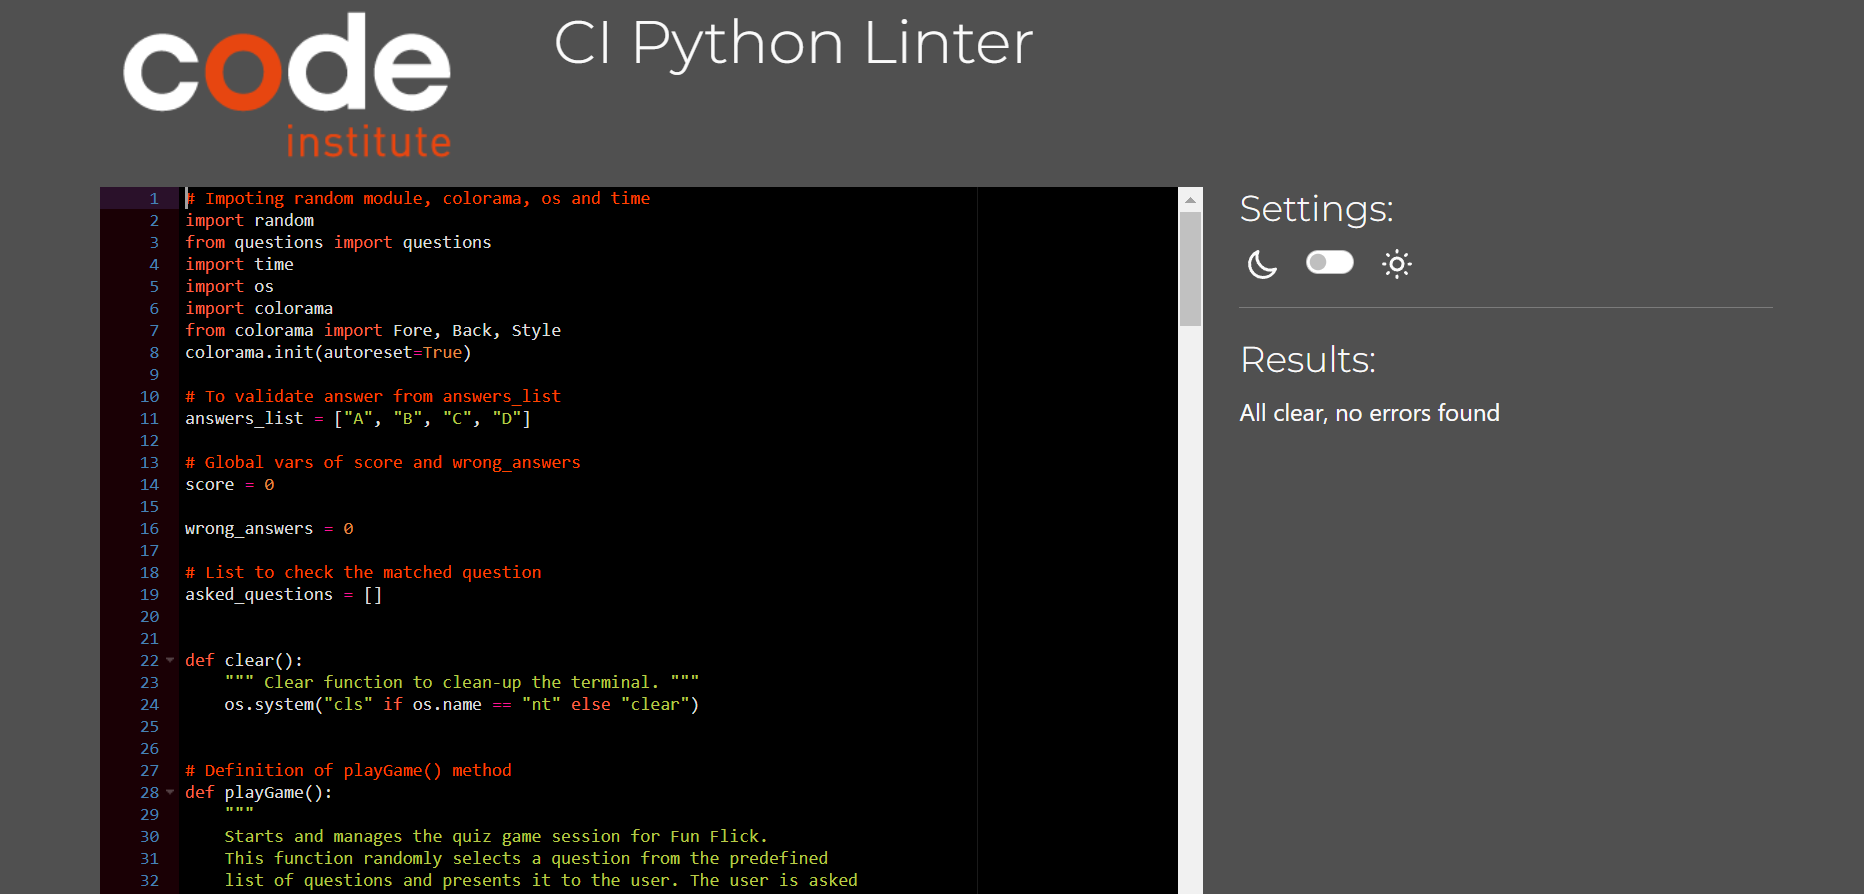 code
institute
CI Python Linter
1 # Impoting random module, colorama, os and time
2 import random
3 from questions import questions
4 import time
5 import os
6 import colorama
7 from colorama import Fore, Back, Style
8 colorama.init(autoreset=True)
9
10 # To validate answer from answers_list
11 answers_list = ["A", "B", "C", "D"]
12
13 # Global vars of score and wrong_answers
14 score = 0
15
16 wrong_answers = 0
17
18 # List to check the matched question
19 asked_questions = []
20
21
22 def clear():
23     """ Clear function to clean-up the terminal. """
24     os.system("cls" if os.name == "nt" else "clear")
25
26
27 # Definition of playGame() method
28 def playGame():
29     """
30     Starts and manages the quiz game session for Fun Flick.
31     This function randomly selects a question from the predefined
32     list of questions and presents it to the user. The user is asked
Settings:
Results:
All clear, no errors found